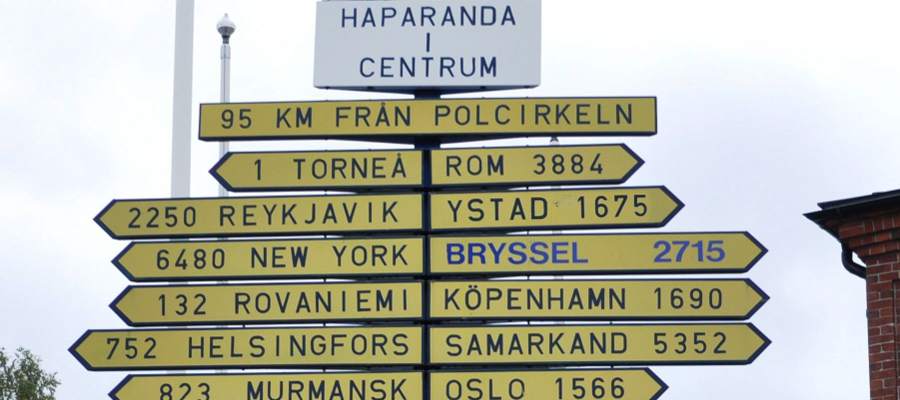 HAPARANDA
I
CENTRUM
95 KM FRÅN POLCIRKELN
1 TORNEÅ
ROM 3884
2250 REYKJAVIK
YSTAD 1675
6480 NEW YORK
BRYSSEL 2715
132 ROVANIEMI
KÖPENHAMN 1690
752 HELSINGFORS
SAMARKAND 5352
823 MURMANSK
OSLO 1566